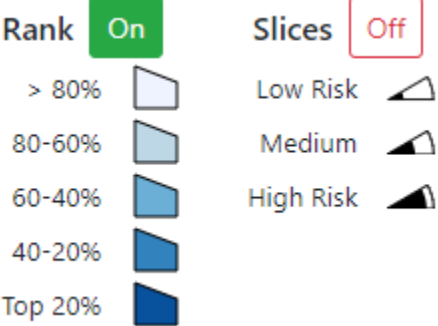 Rank On Slices Off
> 80% Low Risk
80-60% Medium
60-40% High Risk
40-20%
Top 20%